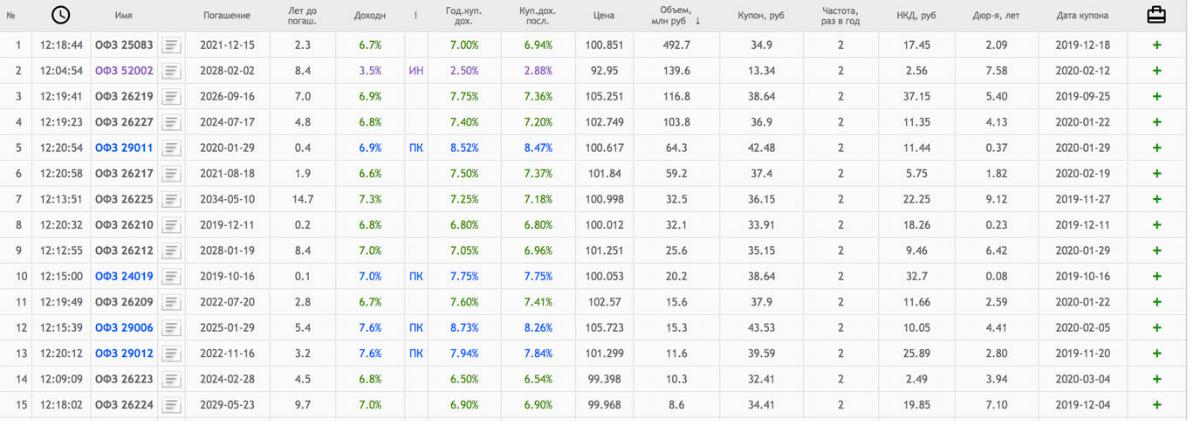 № Имя Погашение Лет до погаш. Доходн ! Год.куп. дох. Куп.дох. посл. Цена Объем, млн руб ↓ Купон, руб Частота, раз в год НКД, руб Дюр-я, лет Дата купона
1 12:18:44 ОФЗ 25083 2021-12-15 2.3 6.7% 7.00% 6.94% 100.851 492.7 34.9 2 17.45 2.09 2019-12-18 +
2 12:04:54 ОФЗ 52002 2028-02-02 8.4 3.5% ИН 2.50% 2.88% 92.95 139.6 13.34 2 2.56 7.58 2020-02-12 +
3 12:19:41 ОФЗ 26219 2026-09-16 7.0 6.9% 7.75% 7.36% 105.251 116.8 38.64 2 37.15 5.40 2019-09-25 +
4 12:19:23 ОФЗ 26227 2024-07-17 4.8 6.8% 7.40% 7.20% 102.749 103.8 36.9 2 11.35 4.13 2020-01-22 +
5 12:20:54 ОФЗ 29011 2020-01-29 0.4 6.9% ПК 8.52% 8.47% 100.617 64.3 42.48 2 11.44 0.37 2020-01-29 +
6 12:20:58 ОФЗ 26217 2021-08-18 1.9 6.6% 7.50% 7.37% 101.84 59.2 37.4 2 5.75 1.82 2020-02-19 +
7 12:13:51 ОФЗ 26225 2034-05-10 14.7 7.3% 7.25% 7.18% 100.998 32.5 36.15 2 22.25 9.12 2019-11-27 +
8 12:20:32 ОФЗ 26210 2019-12-11 0.2 6.8% 6.80% 6.80% 100.012 32.1 33.91 2 18.26 0.23 2019-12-11 +
9 12:12:55 ОФЗ 26212 2028-01-19 8.4 7.0% 7.05% 6.96% 101.251 25.6 35.15 2 9.46 6.42 2020-01-29 +
10 12:15:00 ОФЗ 24019 2019-10-16 0.1 7.0% ПК 7.75% 7.75% 100.053 20.2 38.64 2 32.7 0.08 2019-10-16 +
11 12:19:49 ОФЗ 26209 2022-07-20 2.8 6.7% 7.60% 7.41% 102.57 15.6 37.9 2 11.66 2.59 2020-01-22 +
12 12:15:39 ОФЗ 29006 2025-01-29 5.4 7.6% ПК 8.73% 8.26% 105.723 15.3 43.53 2 10.05 4.41 2020-02-05 +
13 12:20:12 ОФЗ 29012 2022-11-16 3.2 7.6% ПК 7.94% 7.84% 101.299 11.6 39.59 2 25.89 2.80 2019-11-20 +
14 12:09:09 ОФЗ 26223 2024-02-28 4.5 6.8% 6.50% 6.54% 99.398 10.3 32.41 2 2.49 3.94 2020-03-04 +
15 12:18:02 ОФЗ 26224 2029-05-23 9.7 7.0% 6.90% 6.90% 99.968 8.6 34.41 2 19.85 7.10 2019-12-04 +